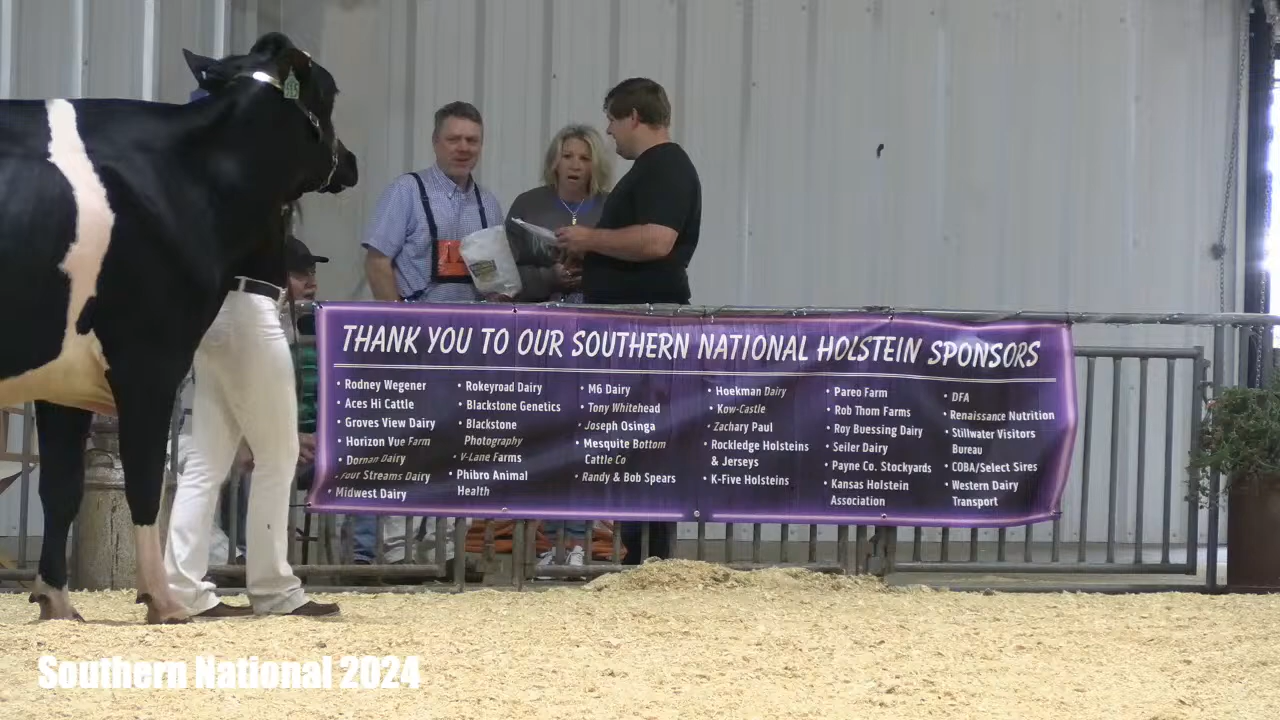 THANK YOU TO OUR SOUTHERN NATIONAL HOLSTEIN SPONSORS
• Rodney Wegener
• Aces Hi Cattle
• Groves View Dairy
• Horizon Vue Farm
• Dornan Dairy
• Four Streams Dairy
• Midwest Dairy
• Rokeyroad Dairy
• Blackstone Genetics
• Blackstone
Photography
• V-Lane Farms
• Phibro Animal
Health
• M6 Dairy
• Tony Whitehead
• Joseph Osinga
• Mesquite Bottom
Cattle Co
• Randy & Bob Spears
• Hoekman Dairy
• Kow-Castle
• Zachary Paul
• Rockledge Holsteins
& Jerseys
• K-Five Holsteins
• Pareo Farm
• Rob Thom Farms
• Roy Buessing Dairy
• Seiler Dairy
• Payne Co. Stockyards
• Kansas Holstein
Association
• DFA
• Renaissance Nutrition
• Stillwater Visitors
Bureau
• COBA/Select Sires
• Western Dairy
Transport
Southern National 2024